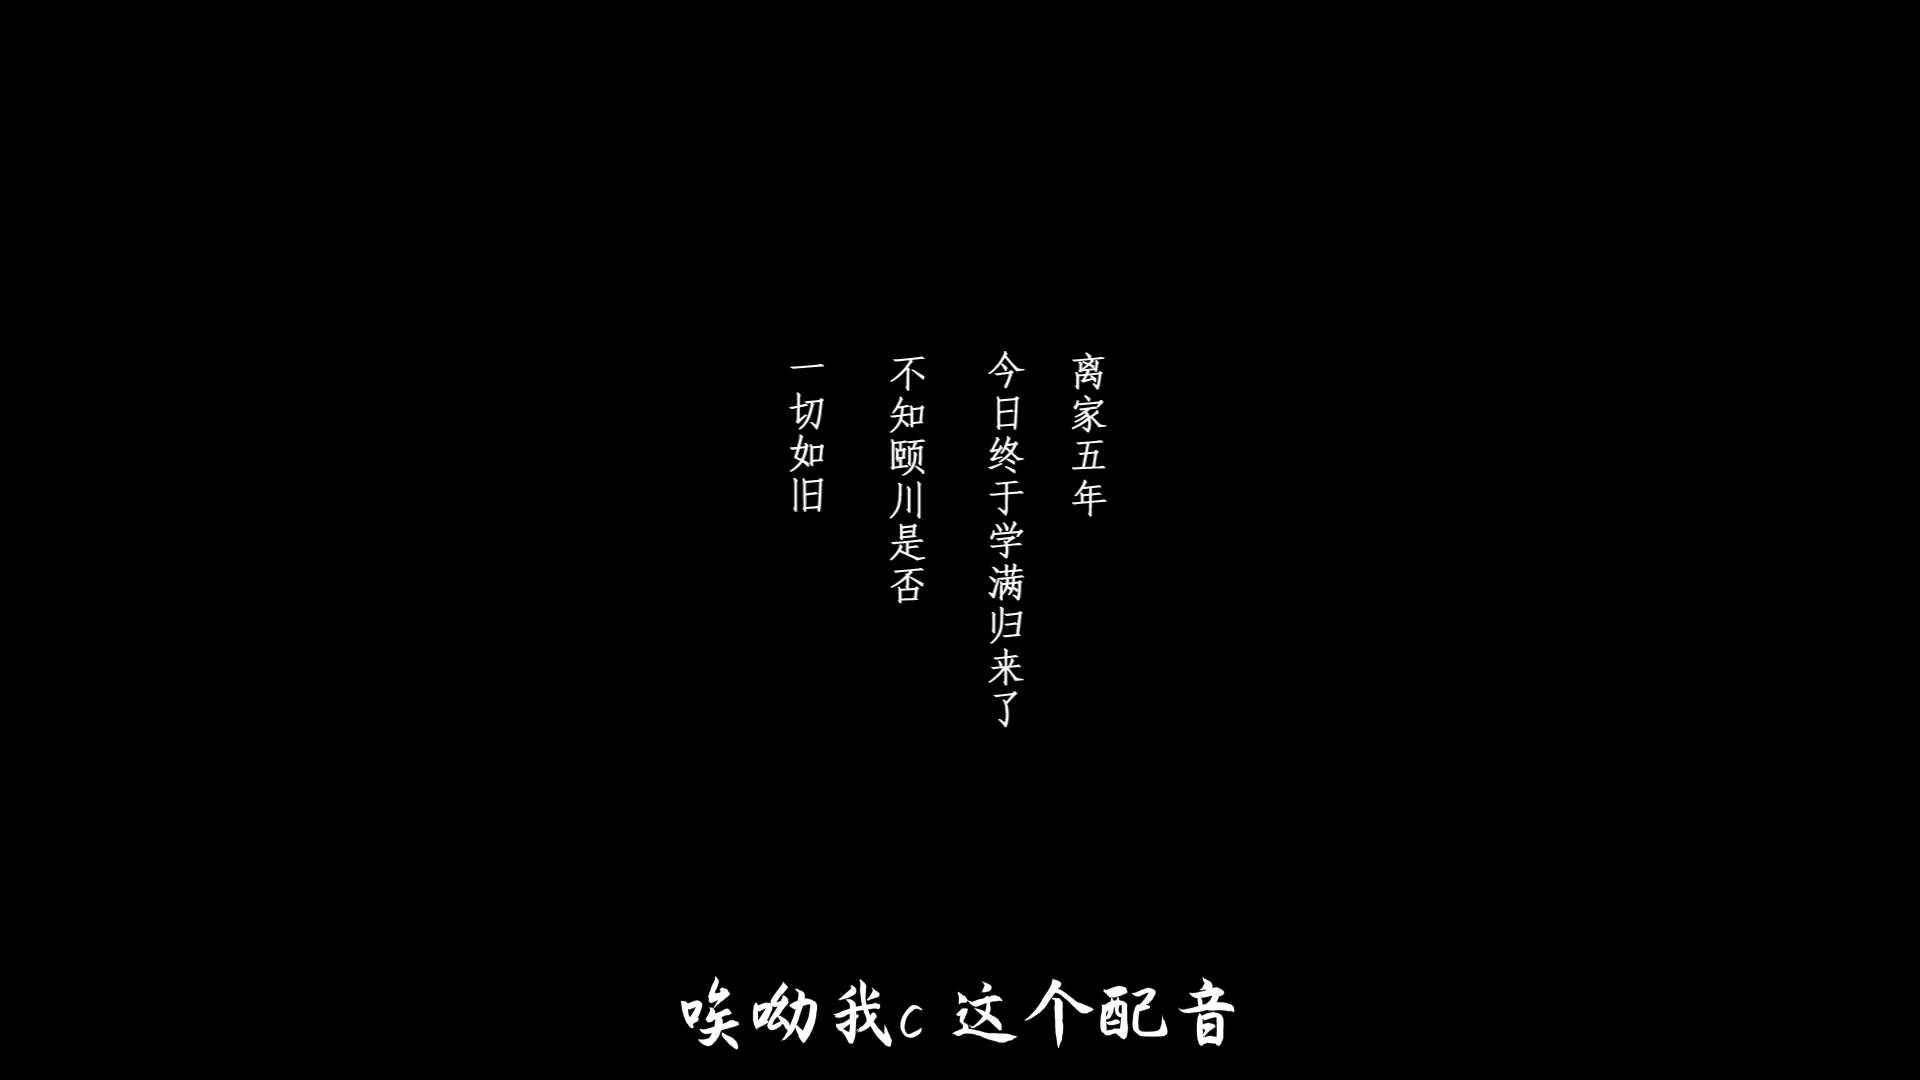 离家五年
今日终于学满归来了
不知颐川是否
一切如旧
唉呦我c 这个配音